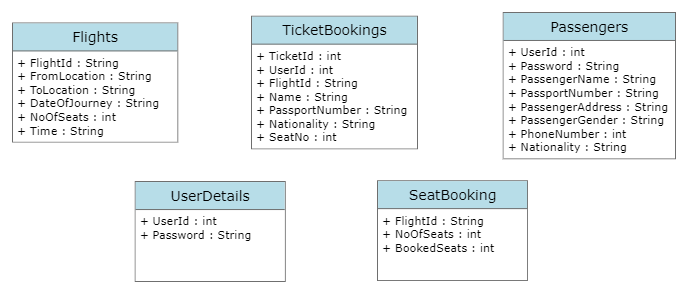 Flights
+ FlightId : String
+ FromLocation : String
+ ToLocation : String
+ DateOfJourney : String
+ NoOfSeats : int
+ Time : String
TicketBookings
+ TicketId : int
+ UserId : int
+ FlightId : String
+ Name : String
+ PassportNumber : String
+ Nationality : String
+ SeatNo : int
Passengers
+ UserId : int
+ Password : String
+ PassengerName : String
+ PassportNumber : String
+ PassengerAddress : String
+ PassengerGender : String
+ PhoneNumber : int
+ Nationality : String
UserDetails
+ UserId : int
+ Password : String
SeatBooking
+ FlightId : String
+ NoOfSeats : int
+ BookedSeats : int